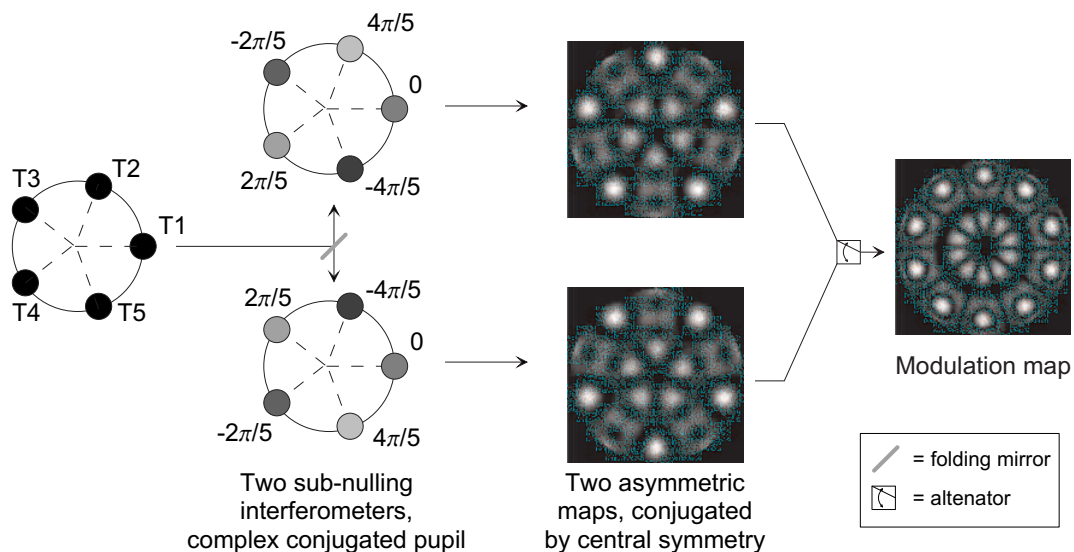 4π/5
-2π/5
0
2π/5
-4π/5
T3
T2
T1
T4
T5
-4π/5
2π/5
0
-2π/5
4π/5
Modulation map
Two sub-nulling
interferometers,
complex conjugated pupil
Two asymmetric
maps, conjugated
by central symmetry
= folding mirror
= altenator